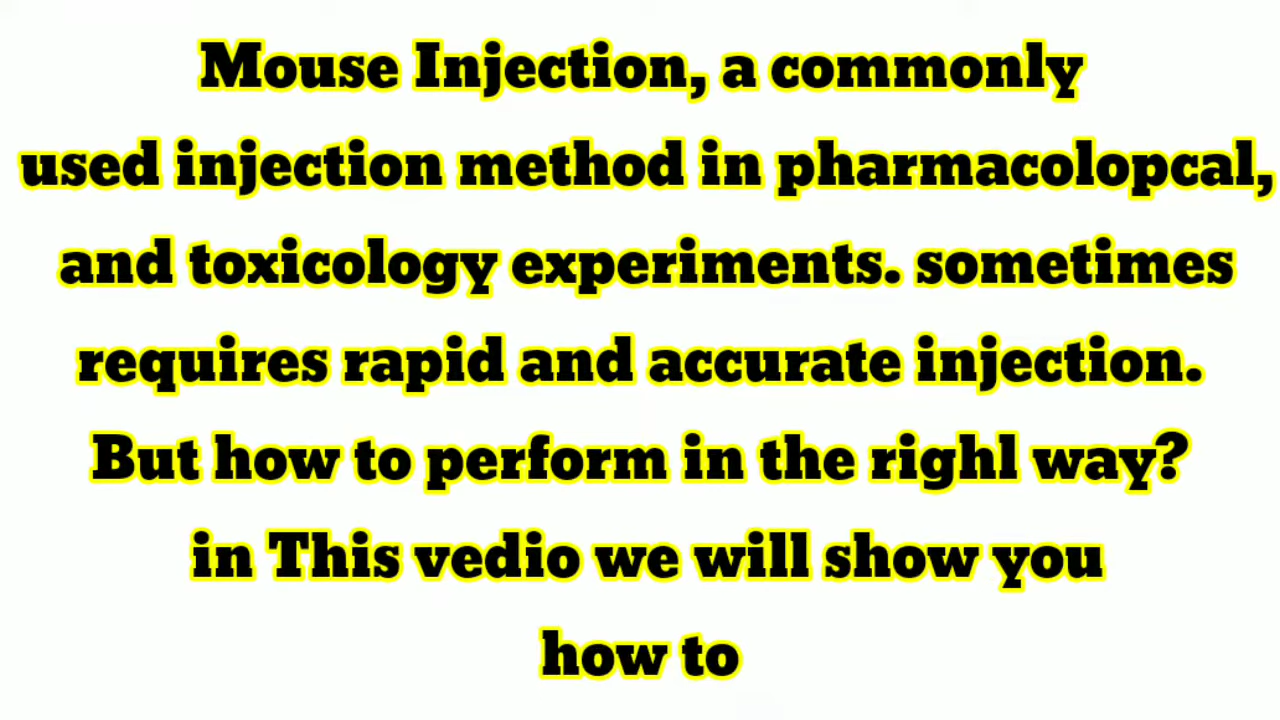 Mouse Injection, a commonly
used injection method in pharmacolopcal,
and toxicology experiments. sometimes
requires rapid and accurate injection.
But how to perform in the righl way?
in This vedio we will show you
how to